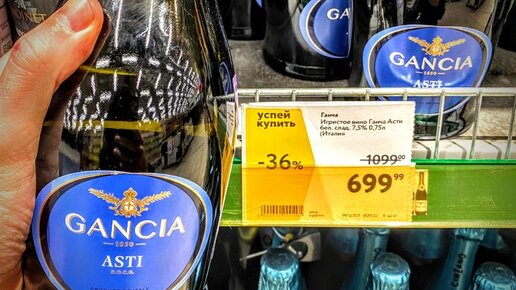 GANCIA
1850
ASTI
D.O.C.G.
GANCIA
1850
ASTI
успей
купить
-36%
Ганча
Игристое вино Ганча Асти
бел. слад. 7,5% 0,75л
(Италия
1099 00
699 99